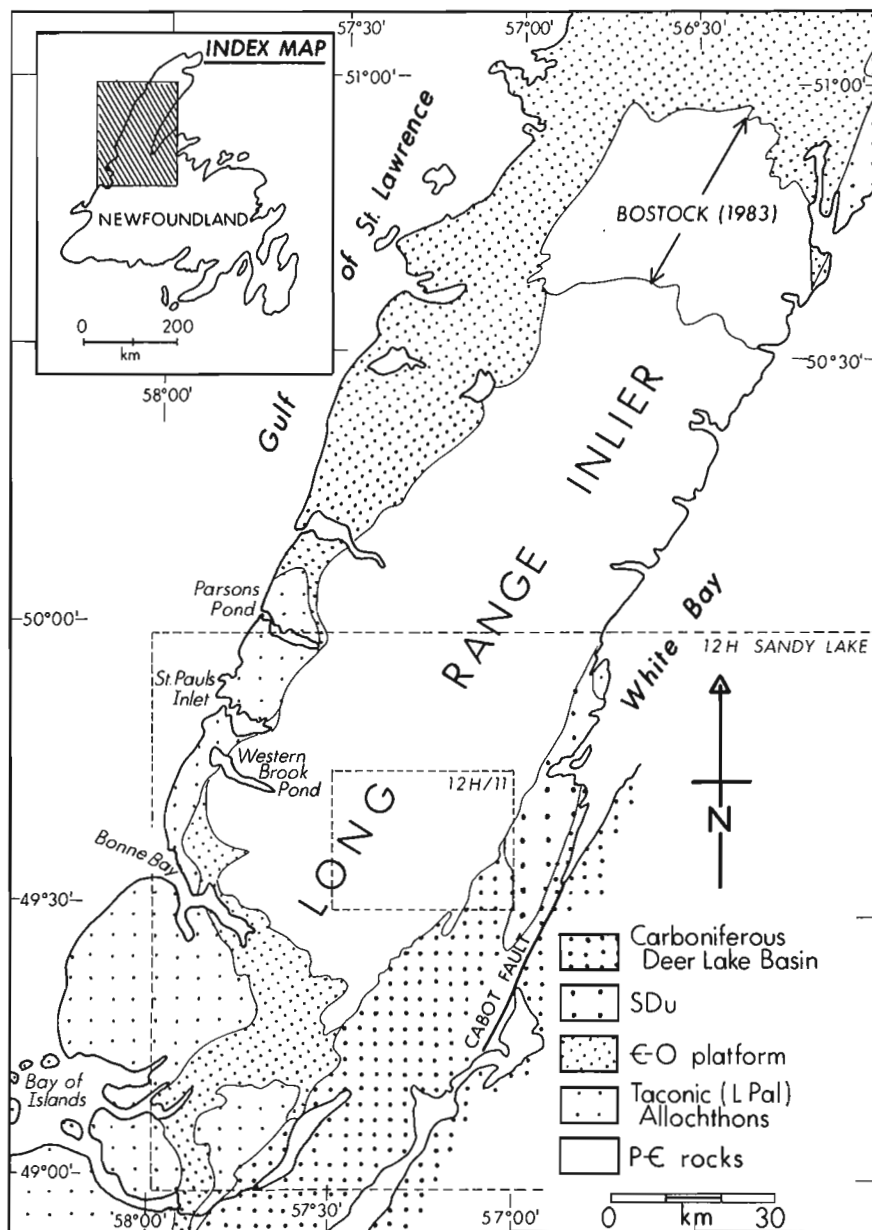 57°30'
57°00'
56°30'
INDEX MAP
51°00'
51°00'
NEWFOUNDLAND
0 200
km
58°00'
Gulf of St. Lawrence
BOSTOCK (1983)
50°30'
LONG RANGE INLIER
Parsons
Pond
50°00'
White Bay
12H SANDY LAKE
St. Pauls
Inlet
Western
Brook
Pond
12H/11
N
Bonne Bay
49°30'
CABOT FAULT
Carboniferous
Deer Lake Basin
SDu
Є-O platform
Taconic (L Pal)
Allochthons
PЄ rocks
Bay of
Islands
49°00'
58°00'
57°30'
57°00'
0 km 30